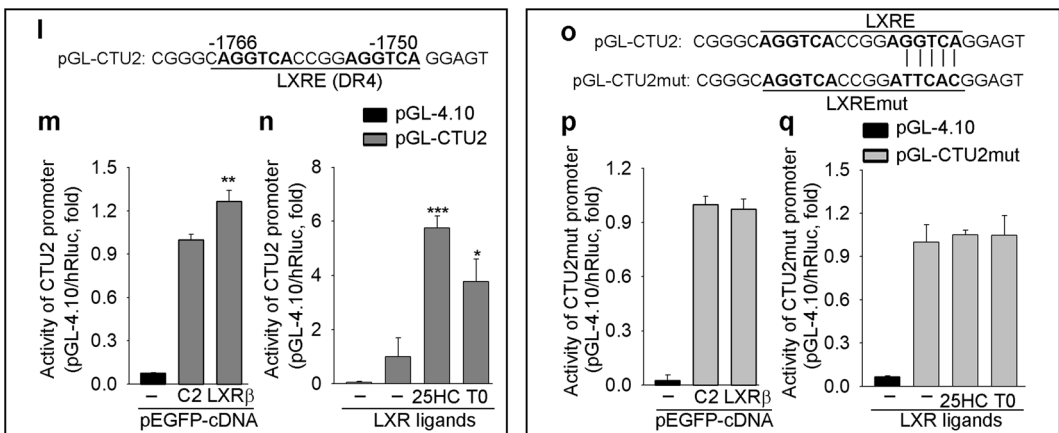 l
-1766 -1750
pGL-CTU2: CGGGCAGGTCACCGGAGGTCA GGAGT
LXRE (DR4)
m
n
pGL-4.10
pGL-CTU2
Activity of CTU2 promoter
(pGL-4.10/hRluc, fold)
1.5
1.2
0.9
0.6
0.3
0.0
**
– C2 LXRβ
pEGFP-cDNA
Activity of CTU2 promoter
(pGL-4.10/hRluc, fold)
8
6
4
2
0
***
*
– – 25HC T0
LXR ligands
o
LXRE
pGL-CTU2: CGGGCAGGTCACCGGAGGTCAGGAGT
pGL-CTU2mut: CGGGCAGGTCACCGGATTCACGGAGT
LXREmut
p
q
pGL-4.10
pGL-CTU2mut
Activity of CTU2mut promoter
(pGL-4.10/hRluc, fold)
1.2
0.9
0.6
0.3
0.0
– C2 LXRβ
pEGFP-cDNA
Activity of CTU2mut promoter
(pGL-4.10/hRluc, fold)
1.5
1.2
0.9
0.6
0.3
0.0
– – 25HC T0
LXR ligands